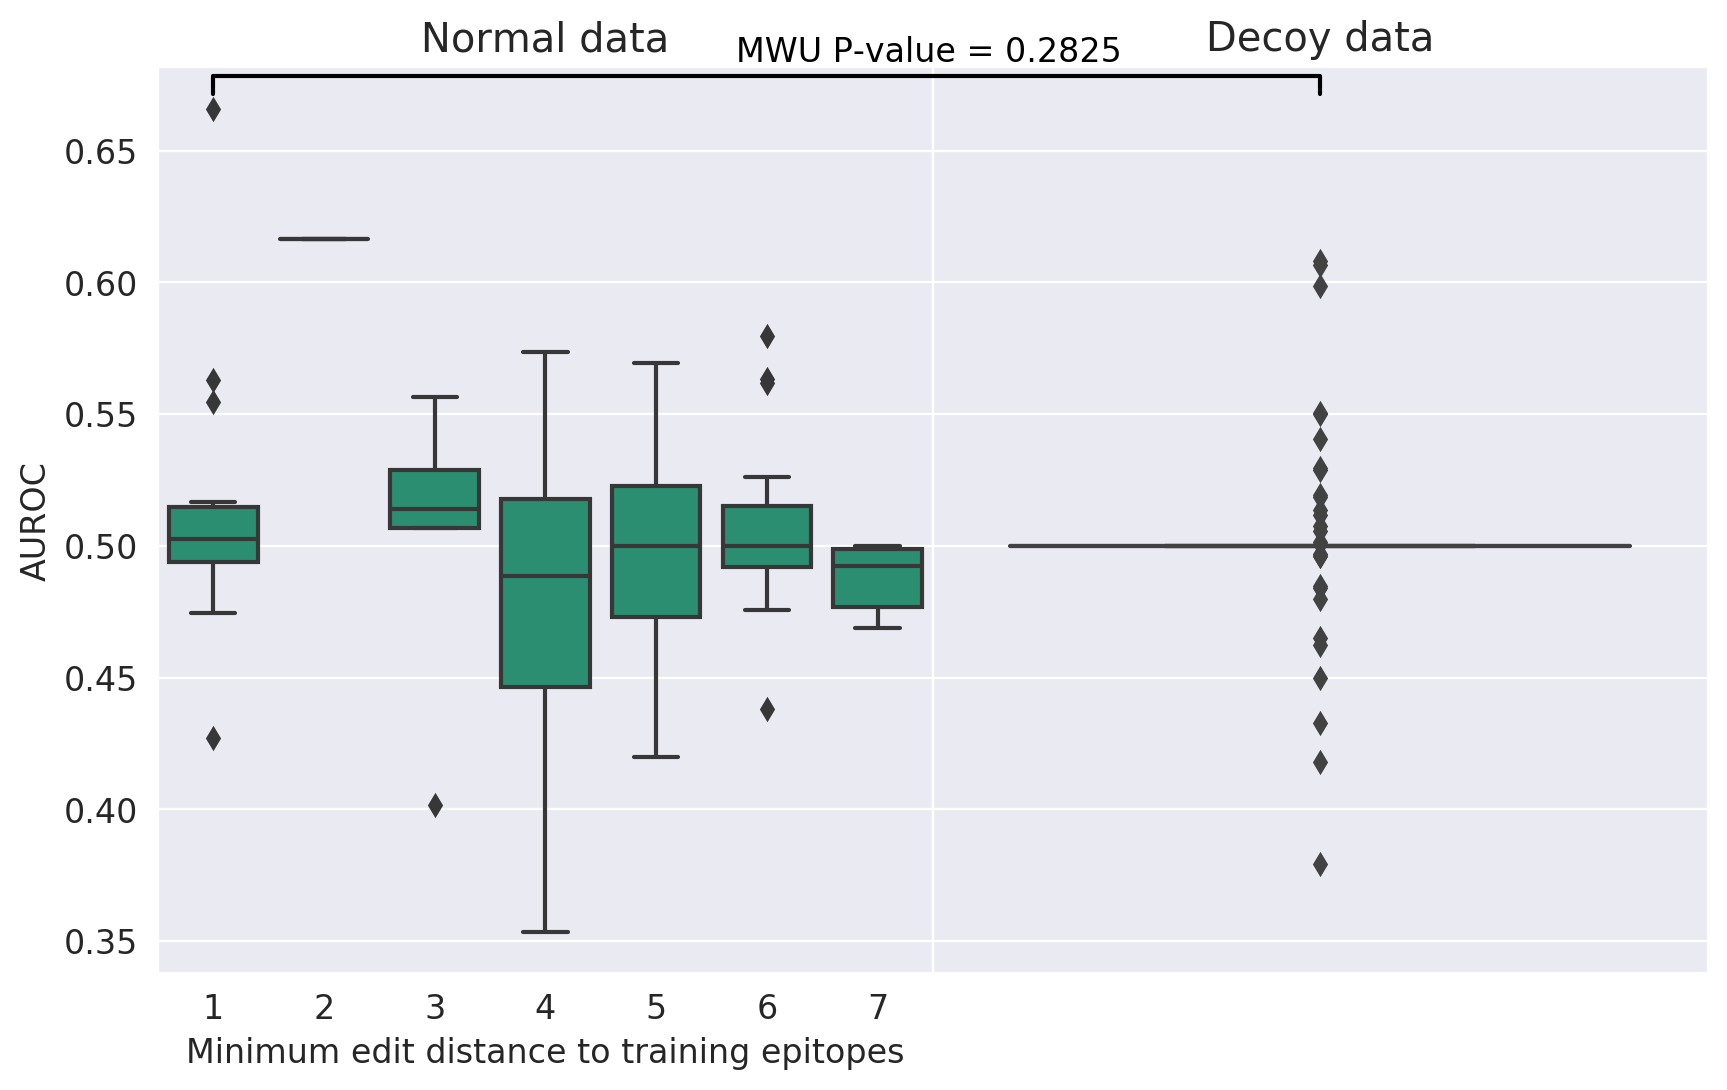 Normal data
MWU P-value = 0.2825
Decoy data
AUROC
0.65
0.60
0.55
0.50
0.45
0.40
0.35
1 2 3 4 5 6 7
Minimum edit distance to training epitopes